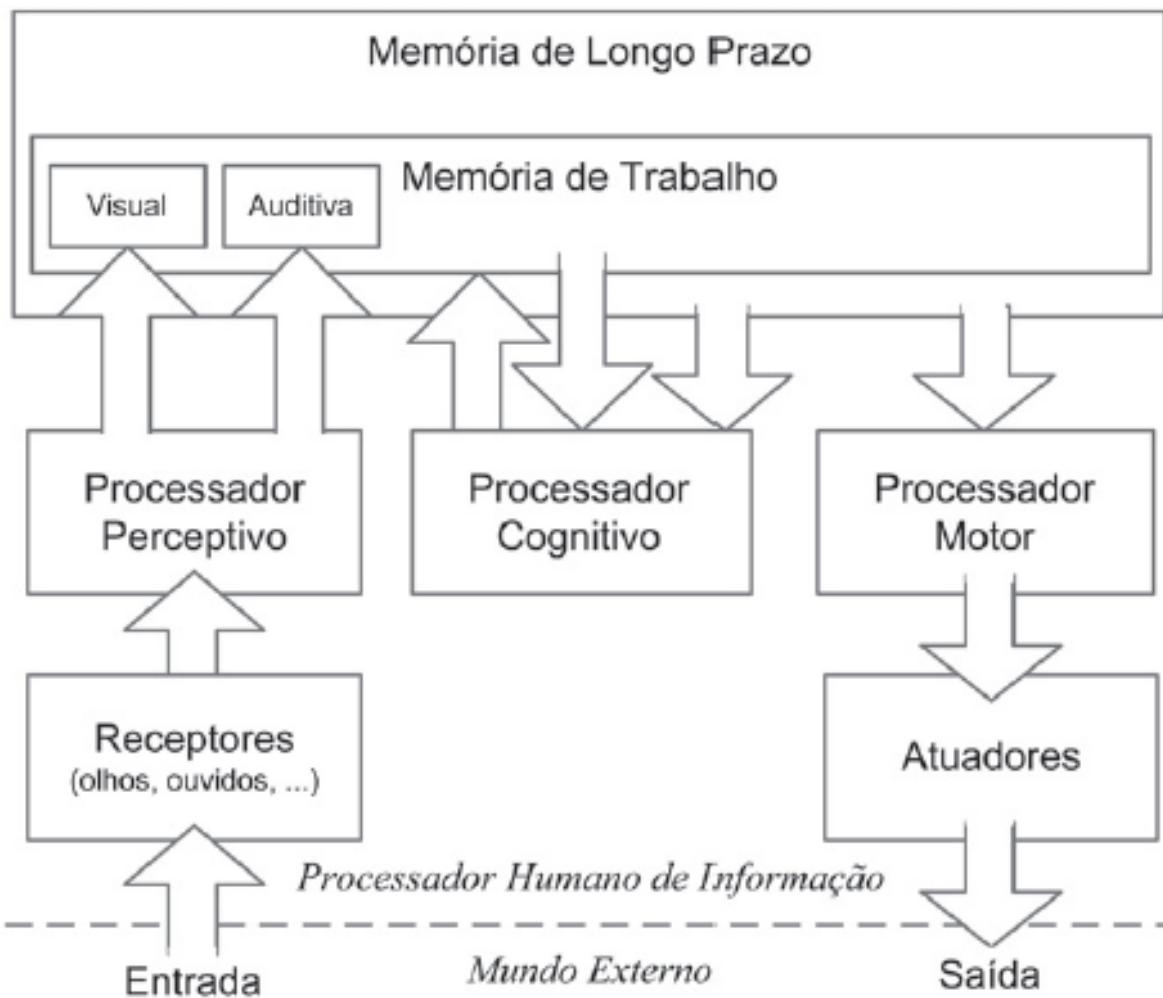 Memória de Longo Prazo
Memória de Trabalho
Visual
Auditiva
Processador
Perceptivo
Processador
Cognitivo
Processador
Motor
Receptores
(olhos, ouvidos, ...)
Atuadores
Processador Humano de Informação
Entrada
Mundo Externo
Saída